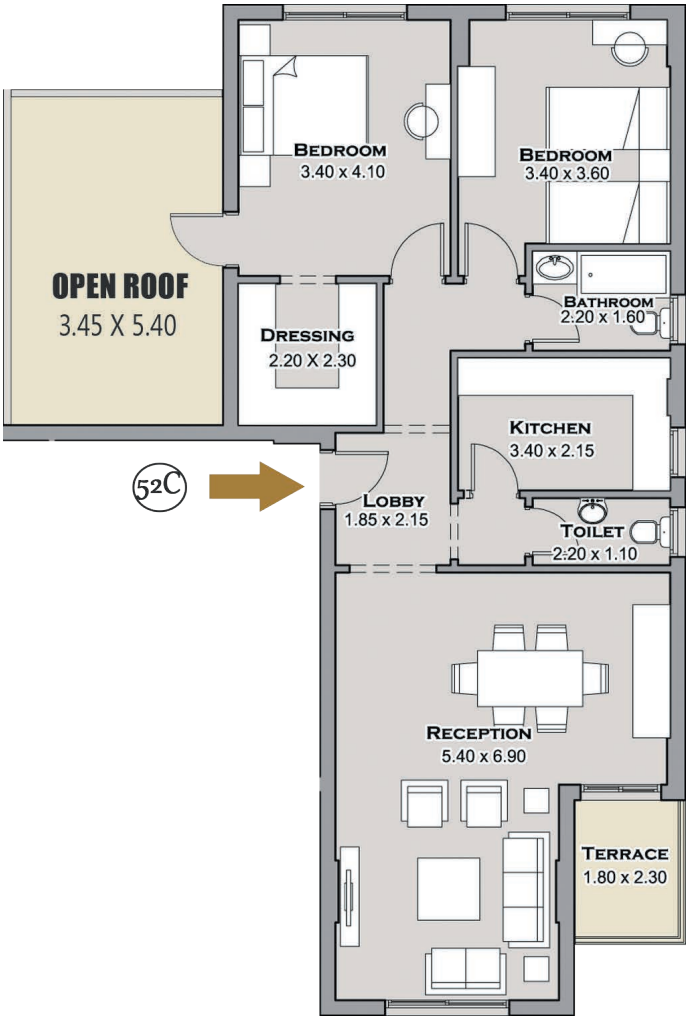 BEDROOM
3.40 x 4.10
BEDROOM
3.40 x 3.60
OPEN ROOF
3.45 X 5.40
BATHROOM
2.20 x 1.60
DRESSING
2.20 X 2.30
KITCHEN
3.40 x 2.15
52C
LOBBY
1.85 x 2.15
TOILET
2.20 x 1.10
RECEPTION
5.40 x 6.90
TERRACE
1.80 x 2.30